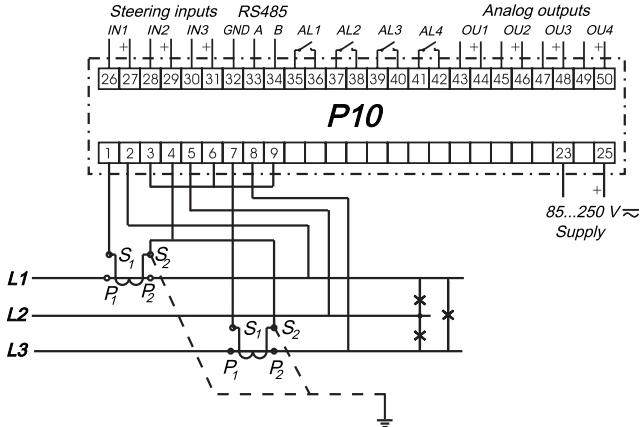 Steering inputs RS485 Analog outputs
IN1 IN2 IN3 GND A B AL1 AL2 AL3 AL4 OU1 OU2 OU3 OU4
+ + + + + + +
26 27 28 29 30 31 32 33 34 35 36 37 38 39 40 41 42 43 44 45 46 47 48 49 50
P10
1 2 3 4 5 6 7 8 9 23 25
+
85...250 V
Supply
S1 S2
L1
P1 P2
L2
S1 S2
L3
P1 P2